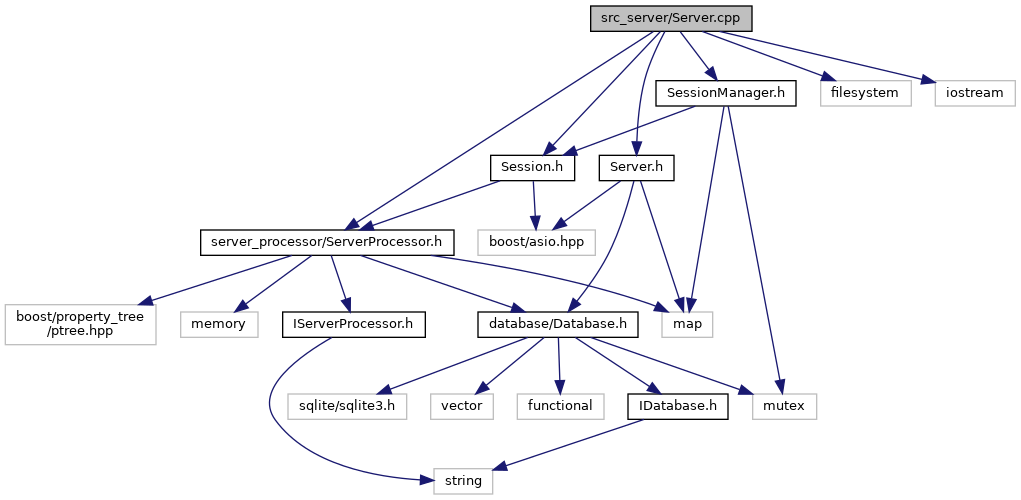 src_server/Server.cpp
SessionManager.h
filesystem
iostream
Session.h
Server.h
server_processor/ServerProcessor.h
boost/asio.hpp
boost/property_tree
/ptree.hpp
memory
IServerProcessor.h
database/Database.h
map
sqlite/sqlite3.h
vector
functional
IDatabase.h
mutex
string